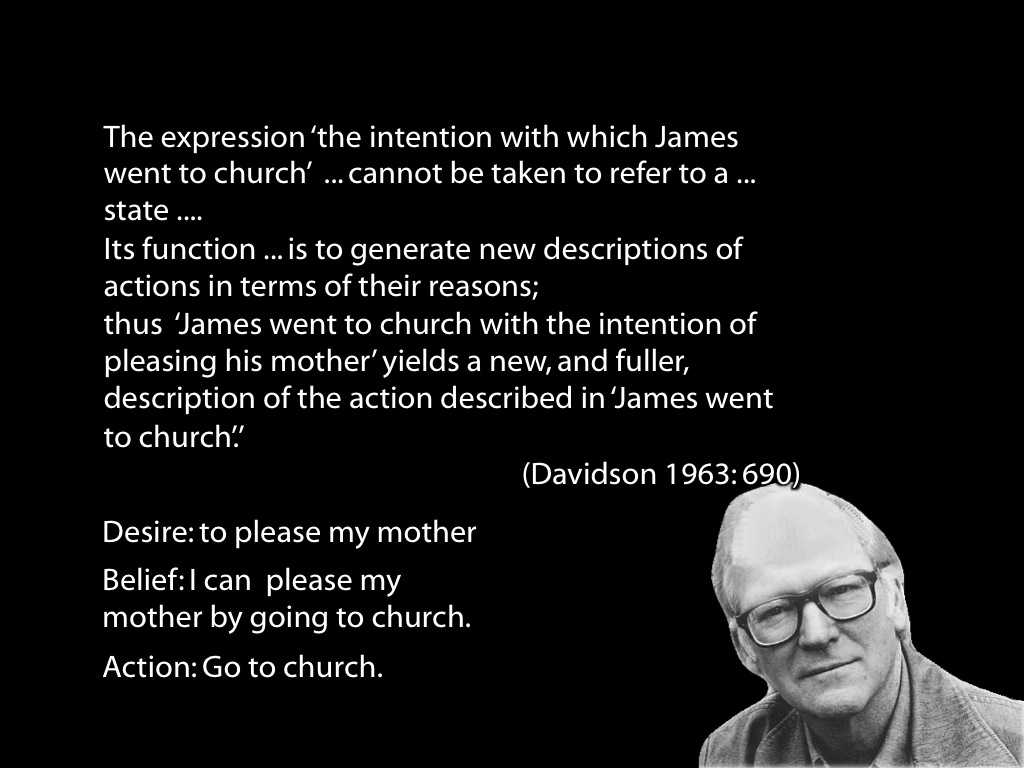 The expression ‘the intention with which James
went to church’  ... cannot be taken to refer to a ...
state ....
Its function ... is to generate new descriptions of
actions in terms of their reasons;
thus  ‘James went to church with the intention of
pleasing his mother’ yields a new, and fuller,
description of the action described in ‘James went
to church’.’
(Davidson 1963: 690)
Desire: to please my mother
Belief: I can  please my
mother by going to church.
Action: Go to church.